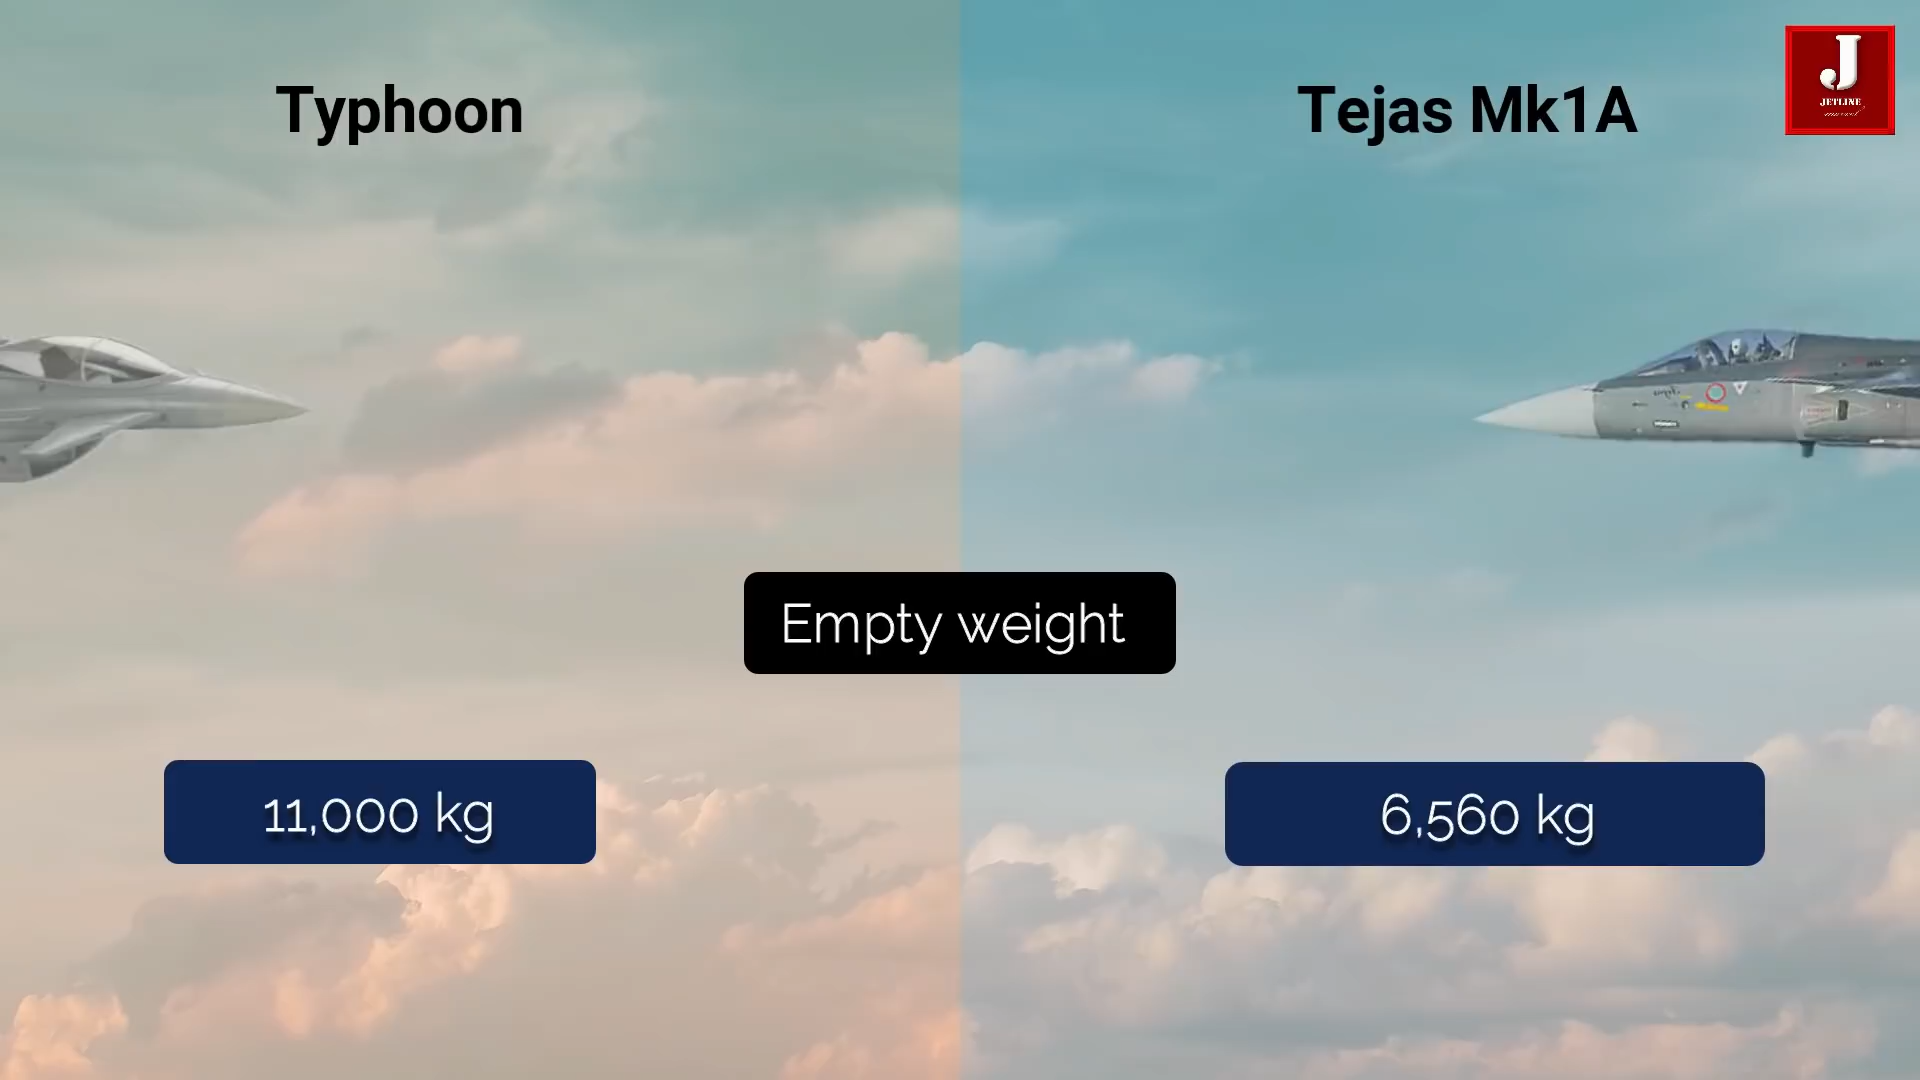 Typhoon
Tejas Mk1A
J
JETLINE
Empty weight
11,000 kg
6,560 kg